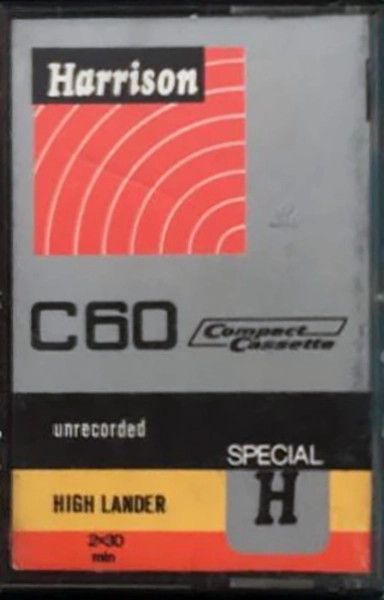 Harrison
C60
Compact
Cassette
unrecorded
SPECIAL
H
HIGH LANDER
2×30
min